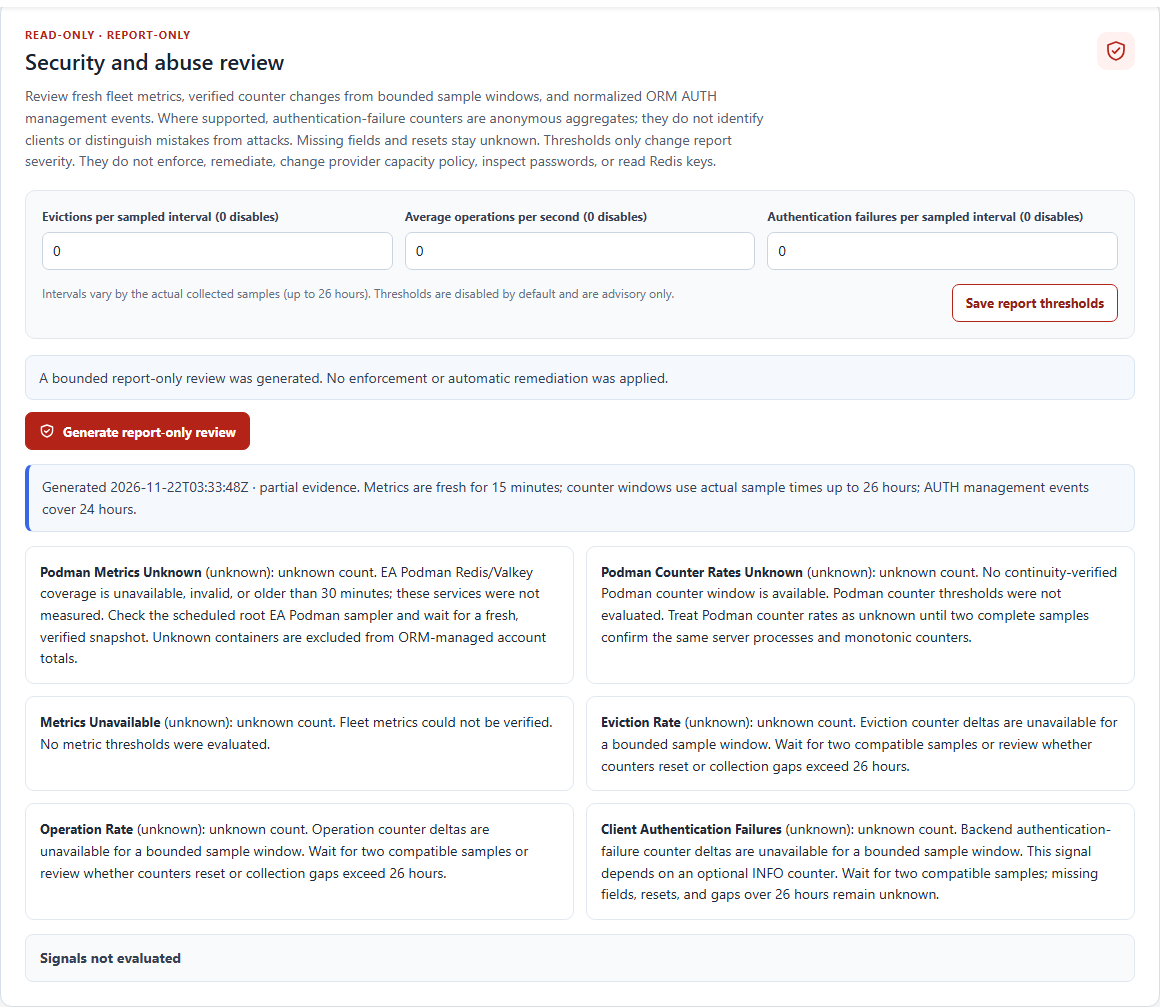 READ-ONLY · REPORT-ONLY
Security and abuse review
Review fresh fleet metrics, verified counter changes from bounded sample windows, and normalized ORM AUTH
management events. Where supported, authentication-failure counters are anonymous aggregates; they do not identify
clients or distinguish mistakes from attacks. Missing fields and resets stay unknown. Thresholds only change report
severity. They do not enforce, remediate, change provider capacity policy, inspect passwords, or read Redis keys.
Evictions per sampled interval (0 disables)
0
Average operations per second (0 disables)
0
Authentication failures per sampled interval (0 disables)
0
Intervals vary by the actual collected samples (up to 26 hours). Thresholds are disabled by default and are advisory only.
Save report thresholds
A bounded report-only review was generated. No enforcement or automatic remediation was applied.
Generate report-only review
Generated 2026-11-22T03:33:48Z · partial evidence. Metrics are fresh for 15 minutes; counter windows use actual sample times up to 26 hours; AUTH management events
cover 24 hours.
Podman Metrics Unknown (unknown): unknown count. EA Podman Redis/Valkey
coverage is unavailable, invalid, or older than 30 minutes; these services were not
measured. Check the scheduled root EA Podman sampler and wait for a fresh,
verified snapshot. Unknown containers are excluded from ORM-managed account
totals.
Podman Counter Rates Unknown (unknown): unknown count. No continuity-verified
Podman counter window is available. Podman counter thresholds were not
evaluated. Treat Podman counter rates as unknown until two complete samples
confirm the same server processes and monotonic counters.
Metrics Unavailable (unknown): unknown count. Fleet metrics could not be verified.
No metric thresholds were evaluated.
Eviction Rate (unknown): unknown count. Eviction counter deltas are unavailable for
a bounded sample window. Wait for two compatible samples or review whether
counters reset or collection gaps exceed 26 hours.
Operation Rate (unknown): unknown count. Operation counter deltas are
unavailable for a bounded sample window. Wait for two compatible samples or
review whether counters reset or collection gaps exceed 26 hours.
Client Authentication Failures (unknown): unknown count. Backend authentication-
failure counter deltas are unavailable for a bounded sample window. This signal
depends on an optional INFO counter. Wait for two compatible samples; missing
fields, resets, and gaps over 26 hours remain unknown.
Signals not evaluated